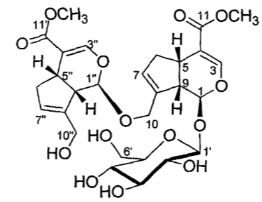 OCH₃
OCH₃
11"
O
11
O
3"
5"
O
1"
5
3
O
7
9
7"
O
10
1
10"
HO
O
6'
HO
O
1'
HO
HO
OH
H H H H